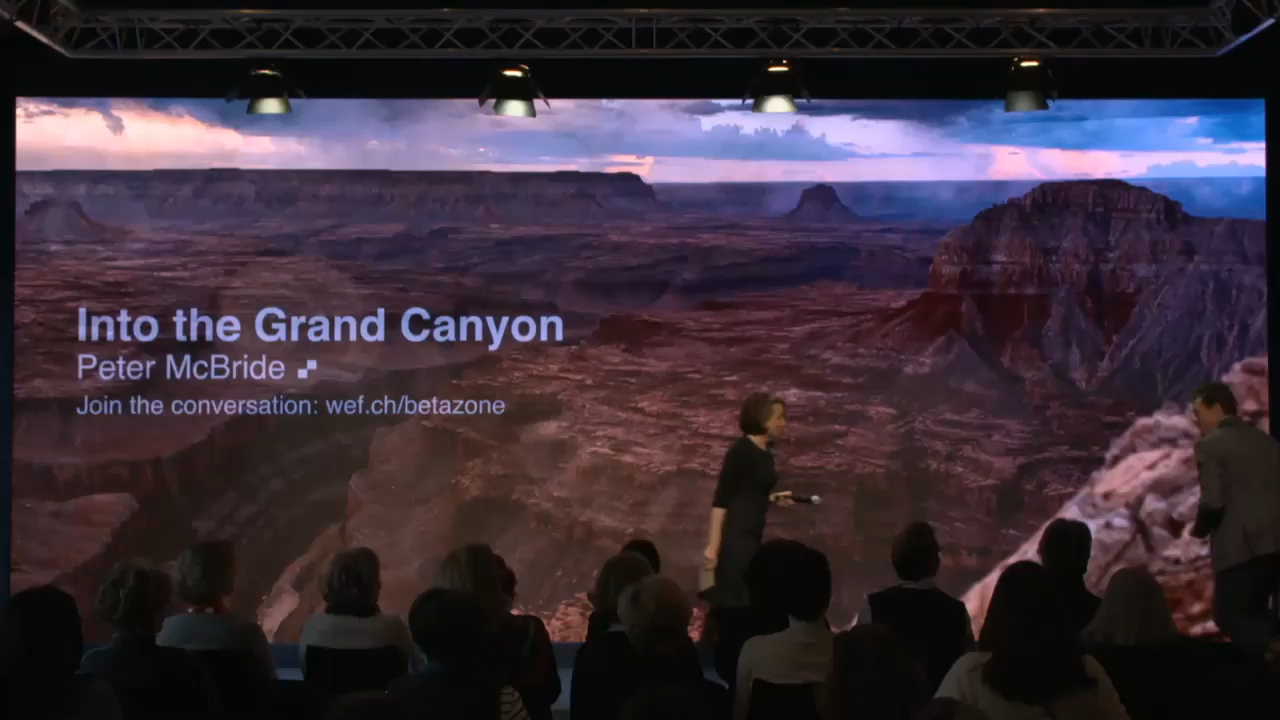 Into the Grand Canyon
Peter McBride
Join the conversation: wef.ch/betazone